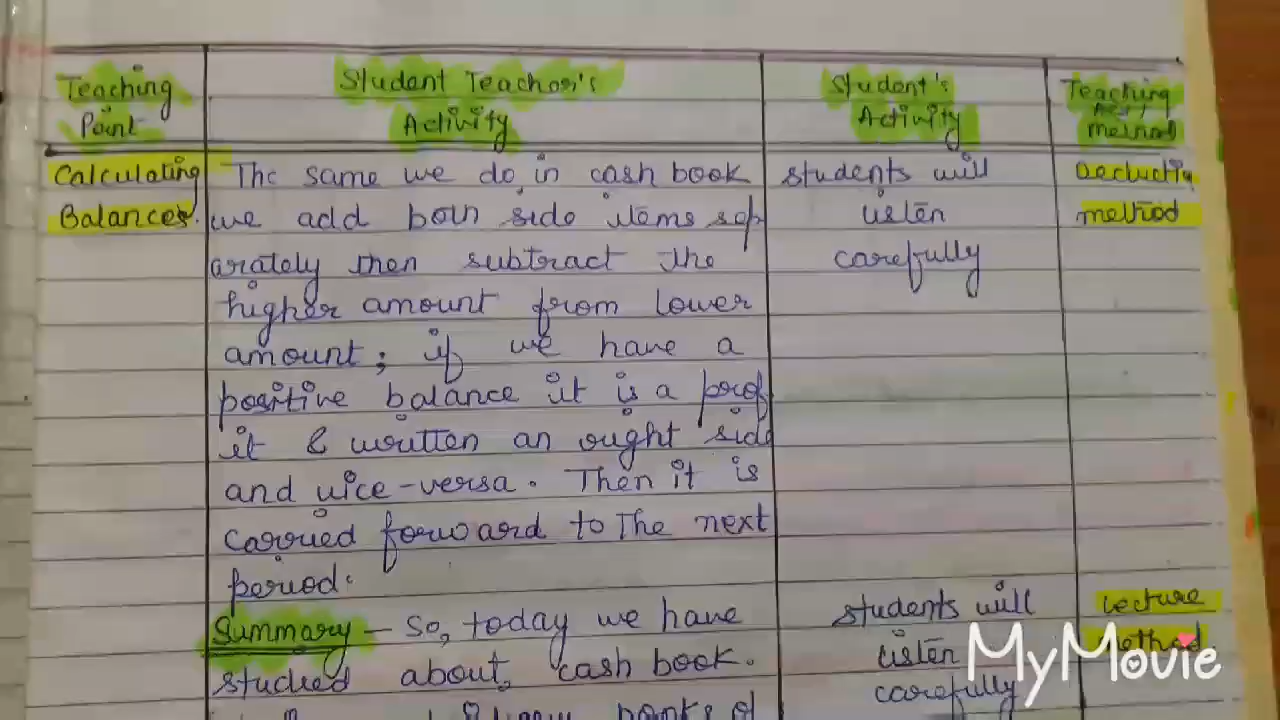 Teaching Point
Student Teachor's Activity
Student's Activity
Teaching method
Calculating
Balances.
The same we do in cash book
we add both side items sep
arately then subtract the
higher amount from lower
amount; if we have a
positive balance it is a prof
it & written an ought side
and vice-versa. Then it is
carried forward to The next
period.
students will
listen
carefully
Deductiv
method
Summary - So, today we have
studied about, cash book.
students will
listen
carefully
Lecture
method
MyMovie